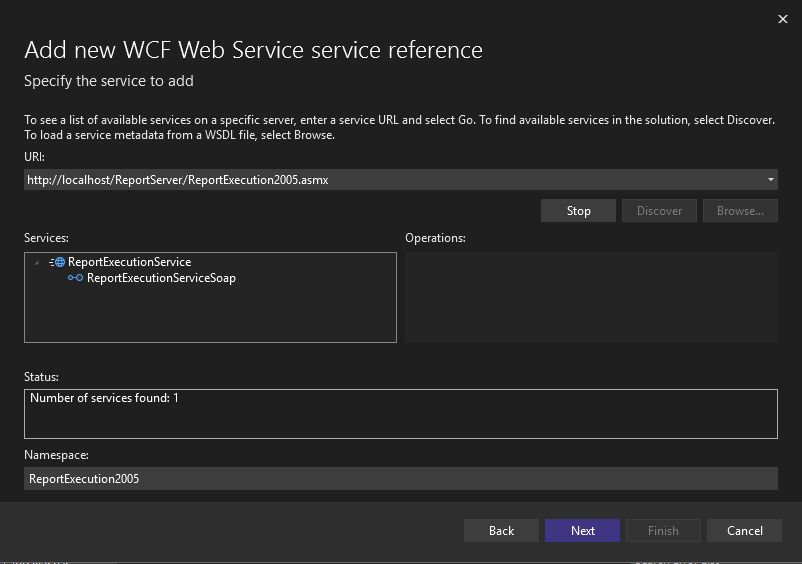 Add new WCF Web Service service reference
Specify the service to add
To see a list of available services on a specific server, enter a service URL and select Go. To find available services in the solution, select Discover.
To load a service metadata from a WSDL file, select Browse.
URI:
http://localhost/ReportServer/ReportExecution2005.asmx
Stop
Discover
Browse...
Services:
Operations:
ReportExecutionService
ReportExecutionServiceSoap
Status:
Number of services found: 1
Namespace:
ReportExecution2005
Back
Next
Finish
Cancel